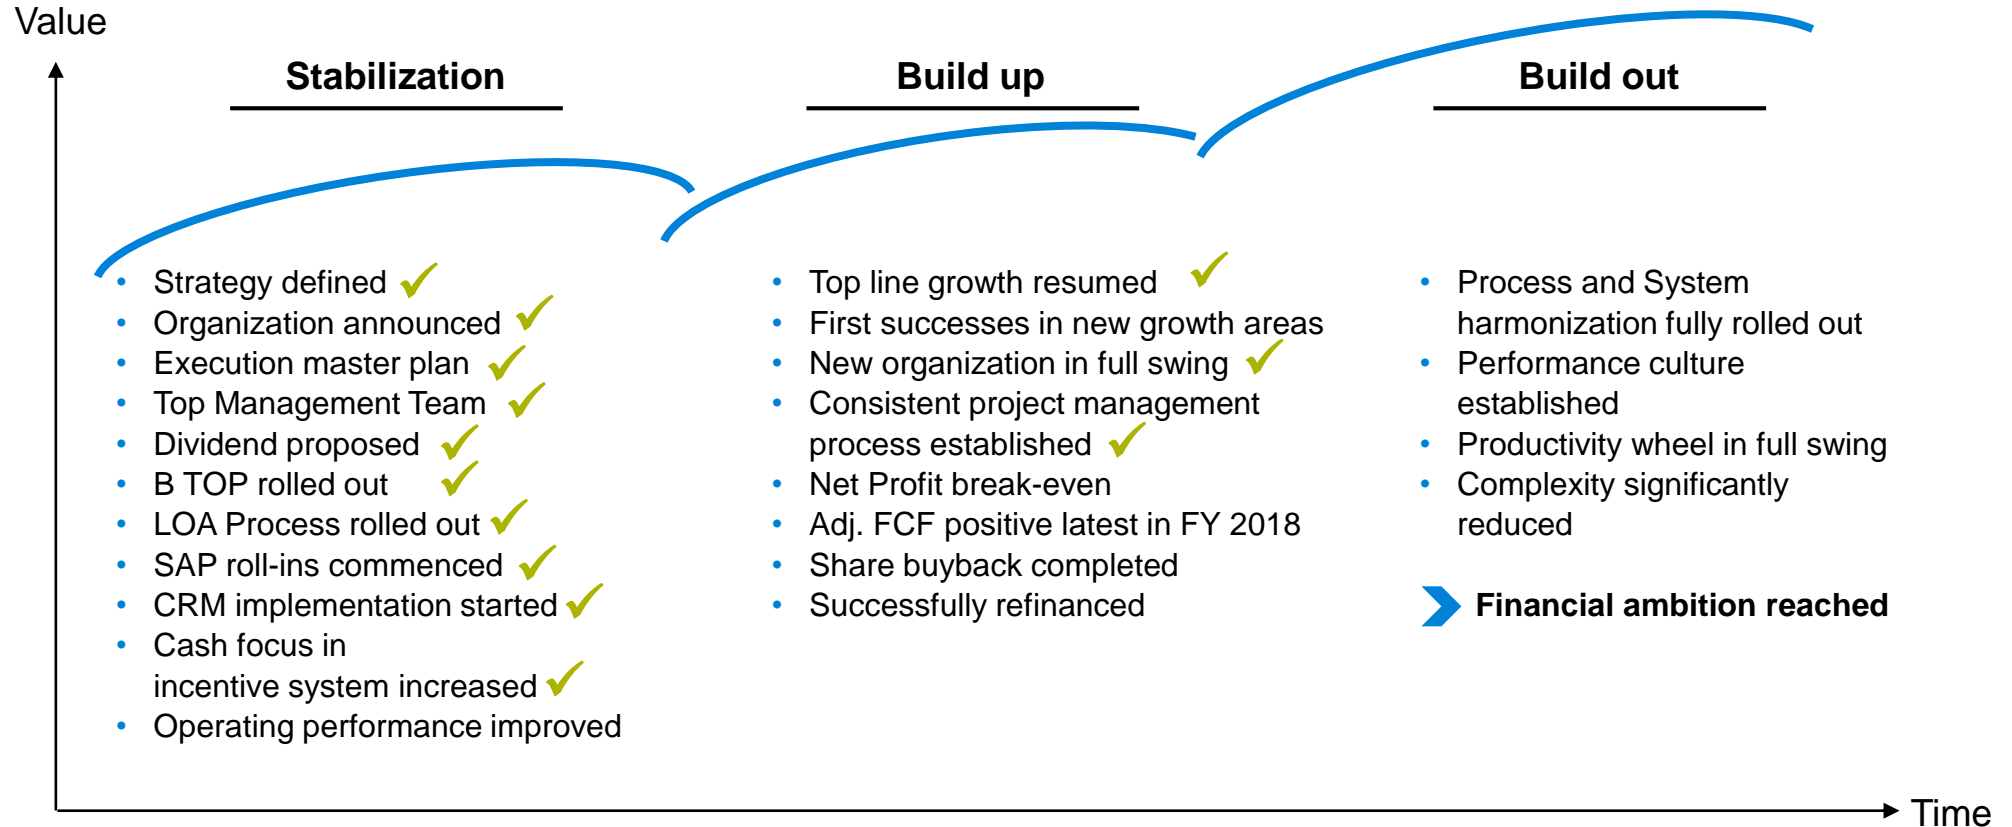 Value
Stabilization
• Strategy defined ✓
• Organization announced ✓
• Execution master plan ✓
• Top Management Team ✓
• Dividend proposed ✓
• B TOP rolled out ✓
• LOA Process rolled out ✓
• SAP roll-ins commenced ✓
• CRM implementation started ✓
• Cash focus in
incentive system increased ✓
• Operating performance improved
Build up
• Top line growth resumed ✓
• First successes in new growth areas
• New organization in full swing ✓
• Consistent project management
process established ✓
• Net Profit break-even
• Adj. FCF positive latest in FY 2018
• Share buyback completed
• Successfully refinanced
Build out
• Process and System
harmonization fully rolled out
• Performance culture
established
• Productivity wheel in full swing
• Complexity significantly
reduced
Financial ambition reached
Time